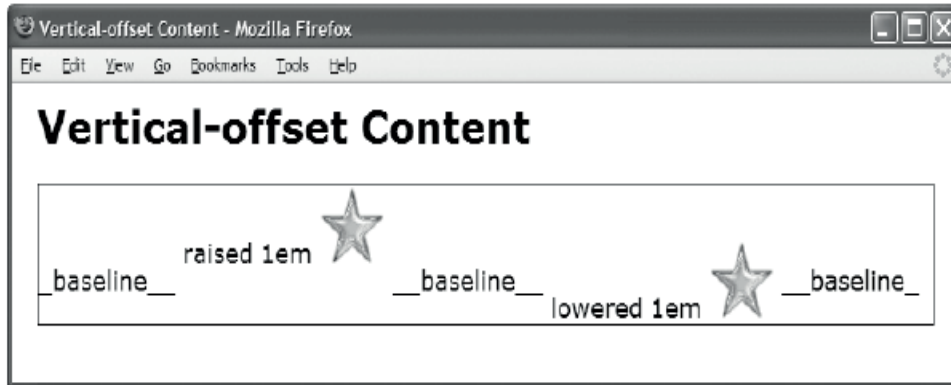 Vertical-offset Content - Mozilla Firefox
File Edit View Go Bookmarks Tools Help
Vertical-offset Content
_baseline__ raised 1em __baseline__ lowered 1em __baseline_